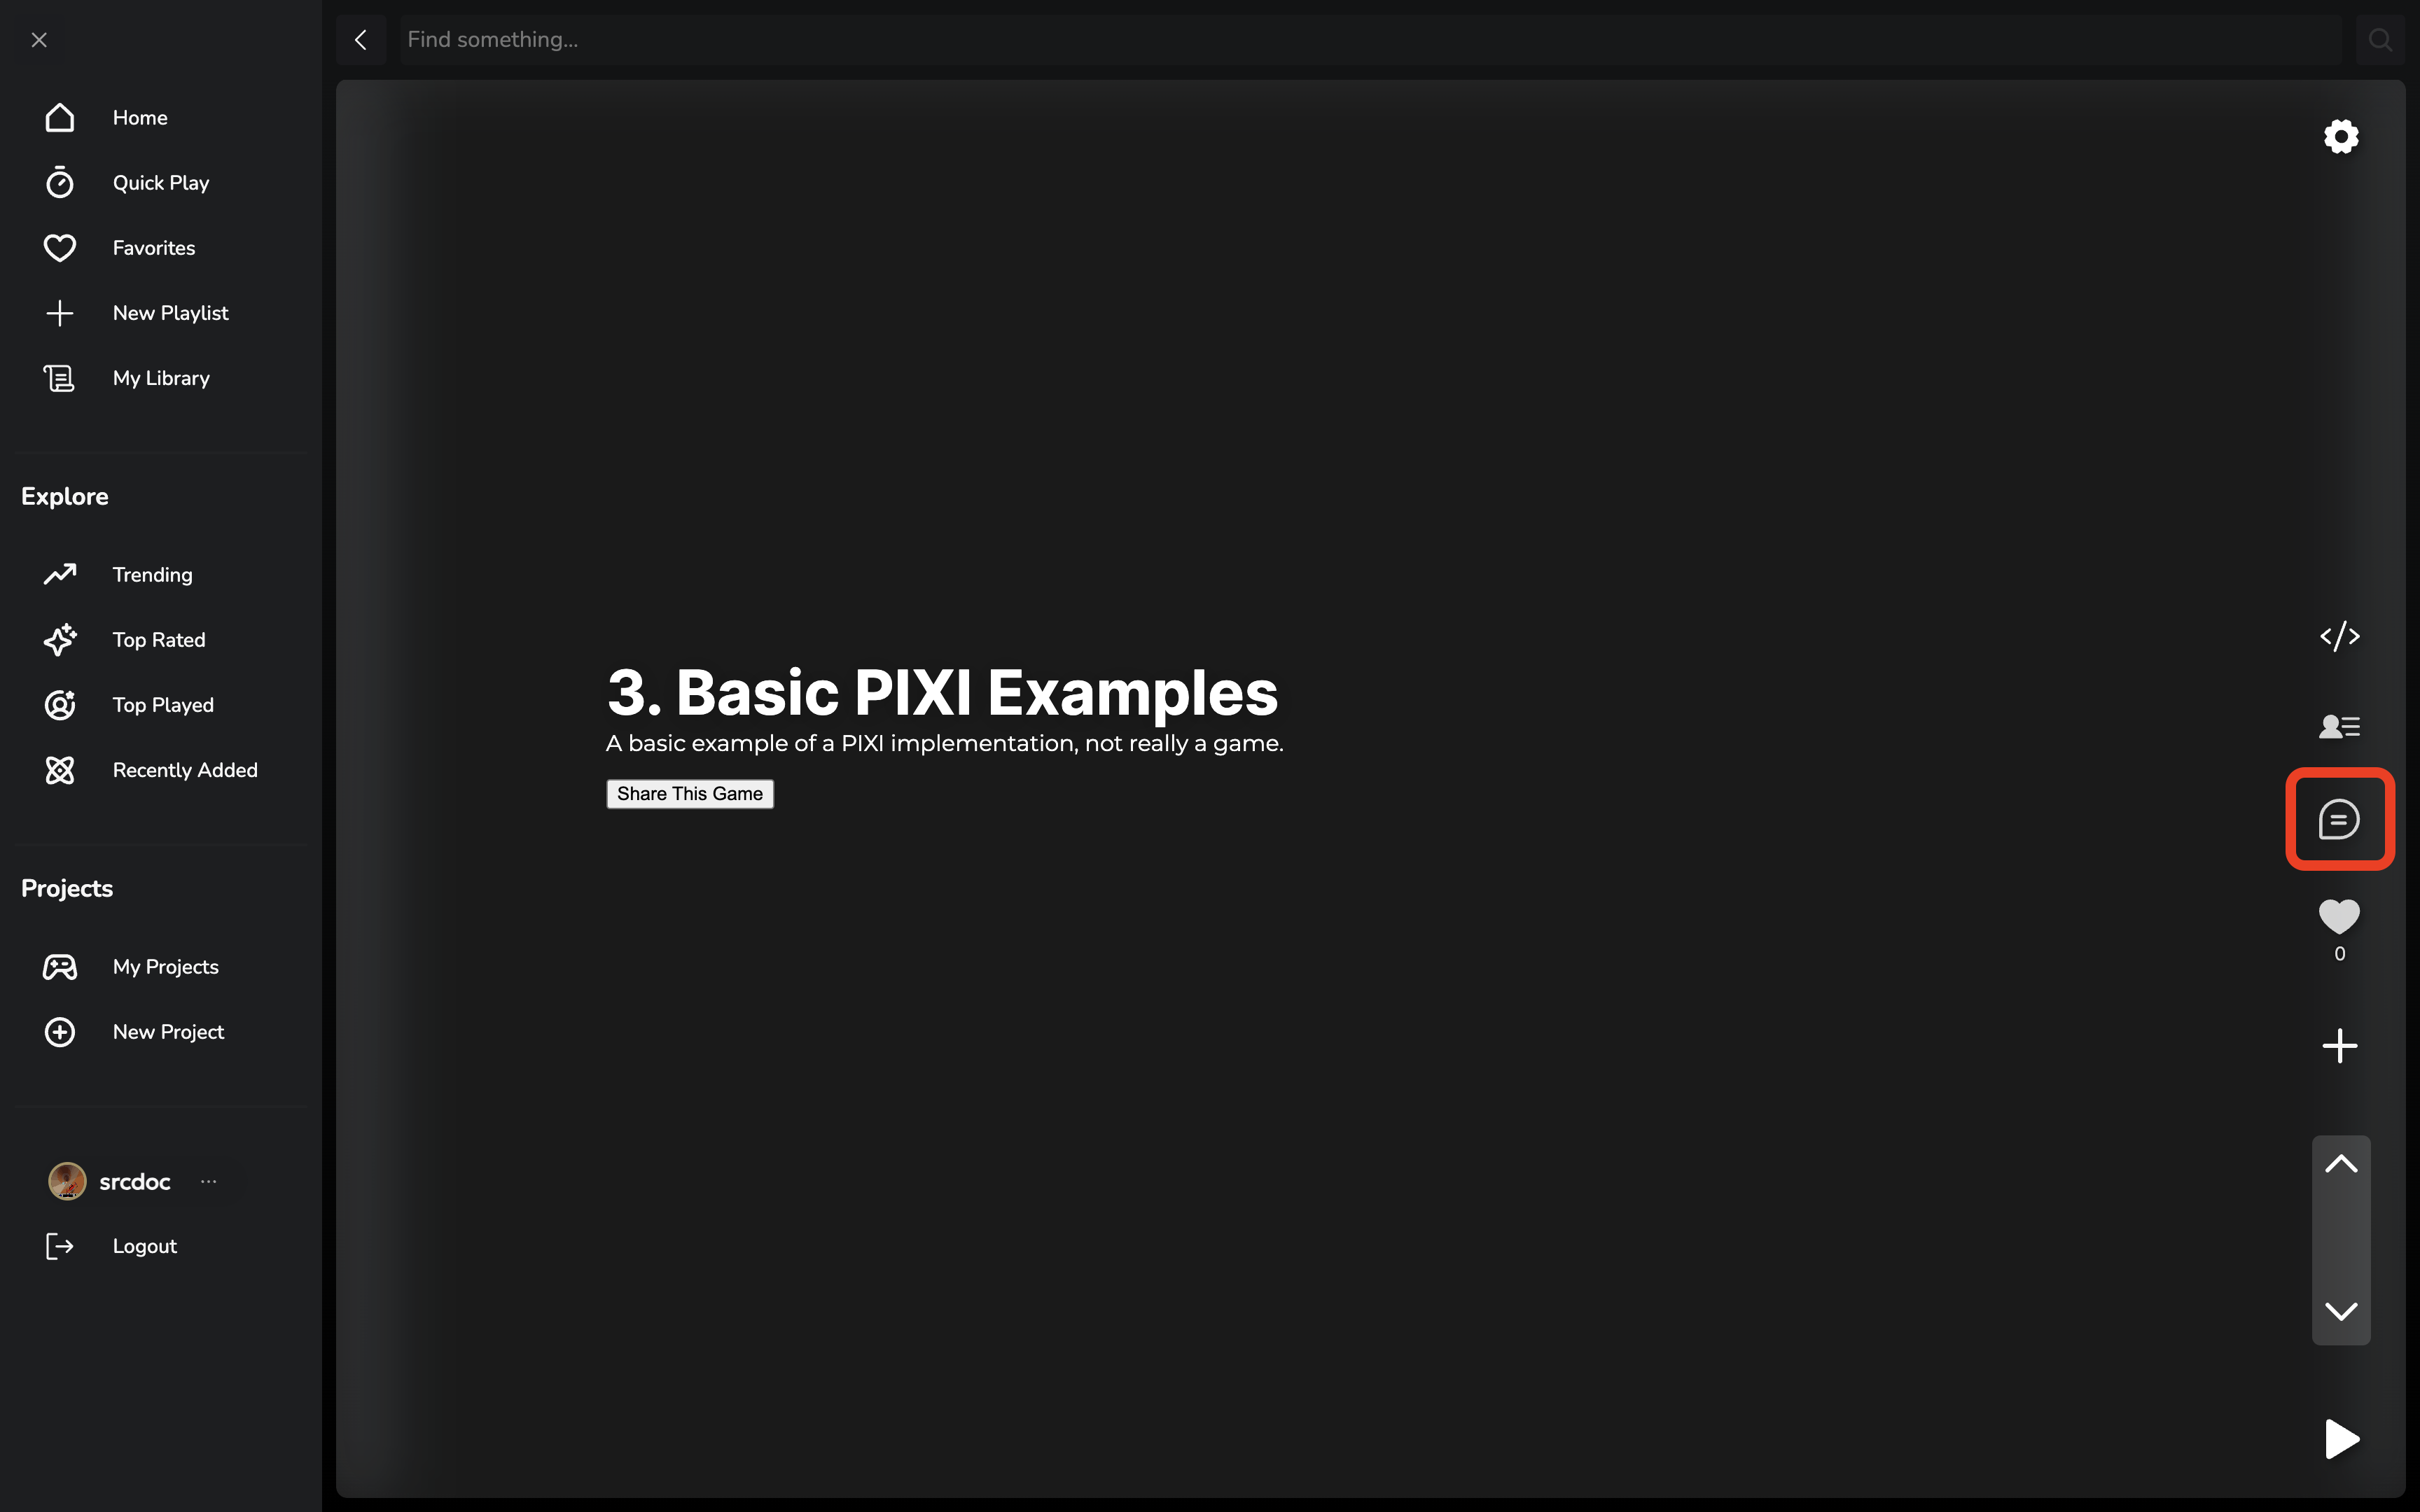 Find something...
Home
Quick Play
Favorites
New Playlist
My Library
Explore
Trending
Top Rated
Top Played
Recently Added
Projects
My Projects
New Project
srcdoc ...
Logout
3. Basic PIXI Examples
A basic example of a PIXI implementation, not really a game.
Share This Game
0